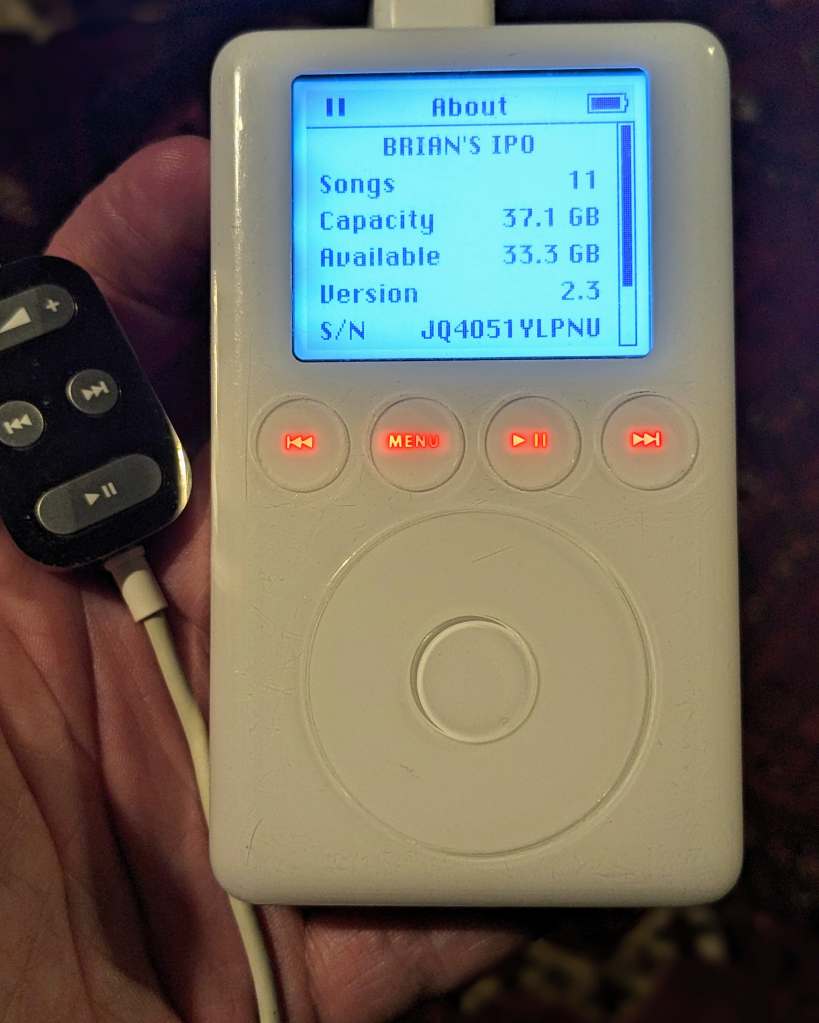 About
BRIAN'S IPO
Songs 11
Capacity 37.1 GB
Available 33.3 GB
Version 2.3
S/N JQ4051YLPNU
MENU